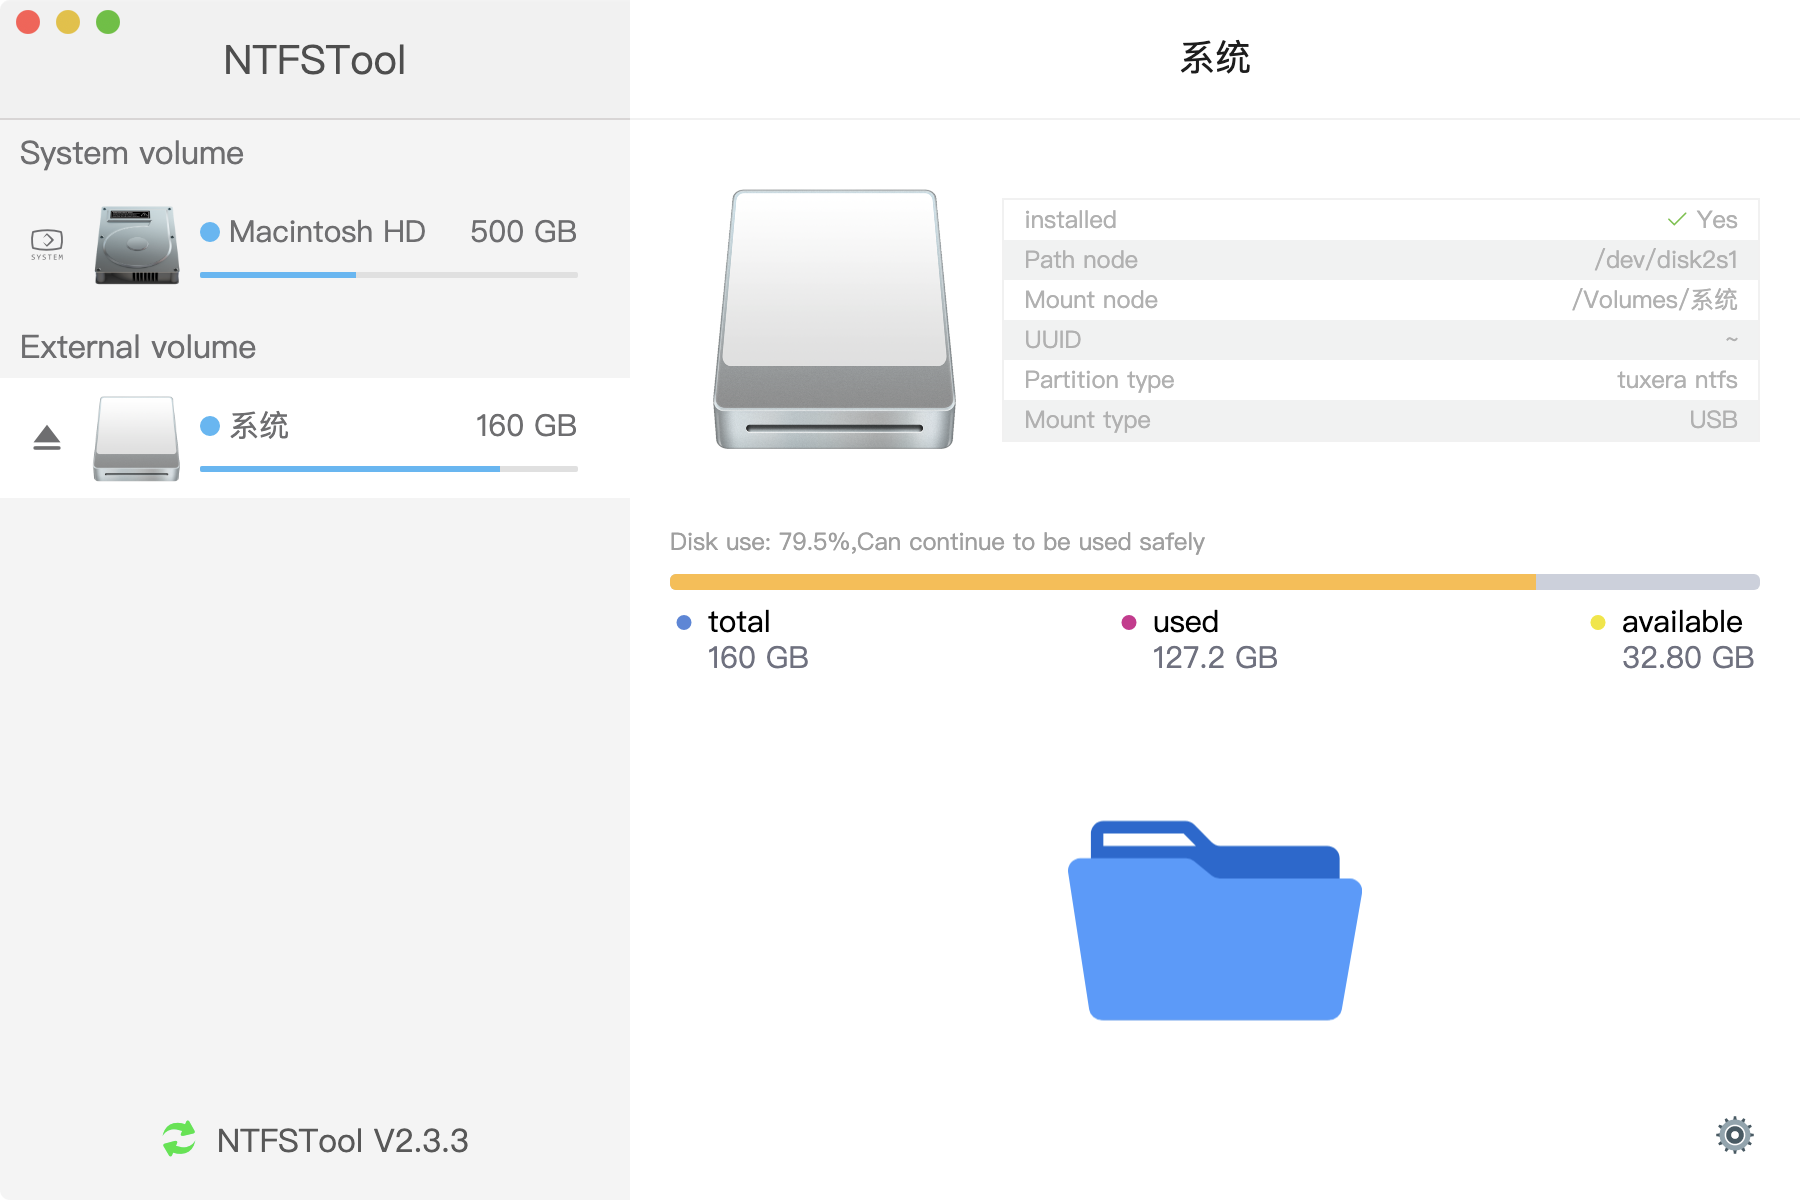 NTFSTool
System volume
SYSTEM
Macintosh HD 500 GB
External volume
系统 160 GB
NTFSTool V2.3.3
系统
installed Yes
Path node /dev/disk2s1
Mount node /Volumes/系统
UUID ~
Partition type tuxera ntfs
Mount type USB
Disk use: 79.5%,Can continue to be used safely
total used available
160 GB 127.2 GB 32.80 GB